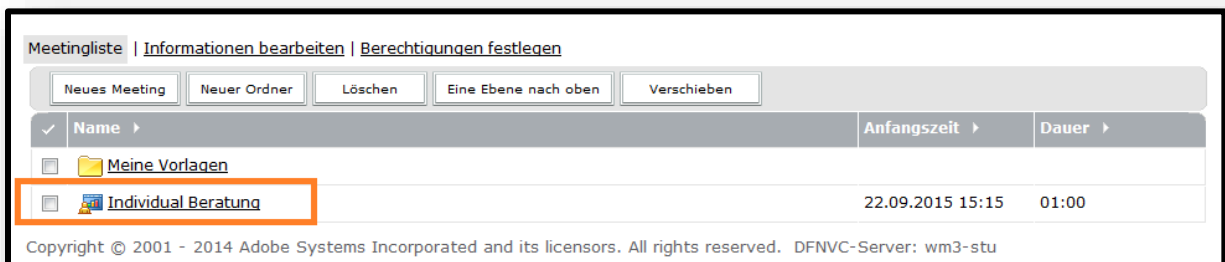 Meetingliste | Informationen bearbeiten | Berechtigungen festlegen
Neues Meeting Neuer Ordner Löschen Eine Ebene nach oben Verschieben
Name Anfangszeit Dauer
Meine Vorlagen
Individual Beratung 22.09.2015 15:15 01:00
Copyright © 2001 - 2014 Adobe Systems Incorporated and its licensors. All rights reserved. DFNVC-Server: wm3-stu